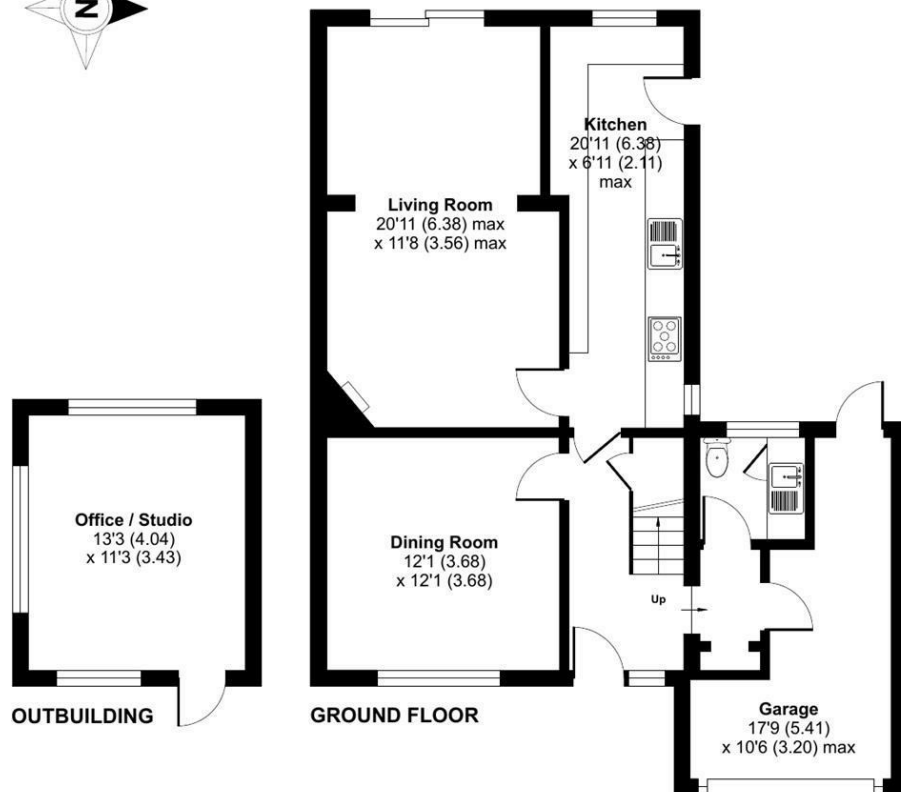 N
Kitchen
20'11 (6.38)
x 6'11 (2.11)
max
Living Room
20'11 (6.38) max
x 11'8 (3.56) max
Office / Studio
13'3 (4.04)
x 11'3 (3.43)
Dining Room
12'1 (3.68)
x 12'1 (3.68)
Up
OUTBUILDING
GROUND FLOOR
Garage
17'9 (5.41)
x 10'6 (3.20) max